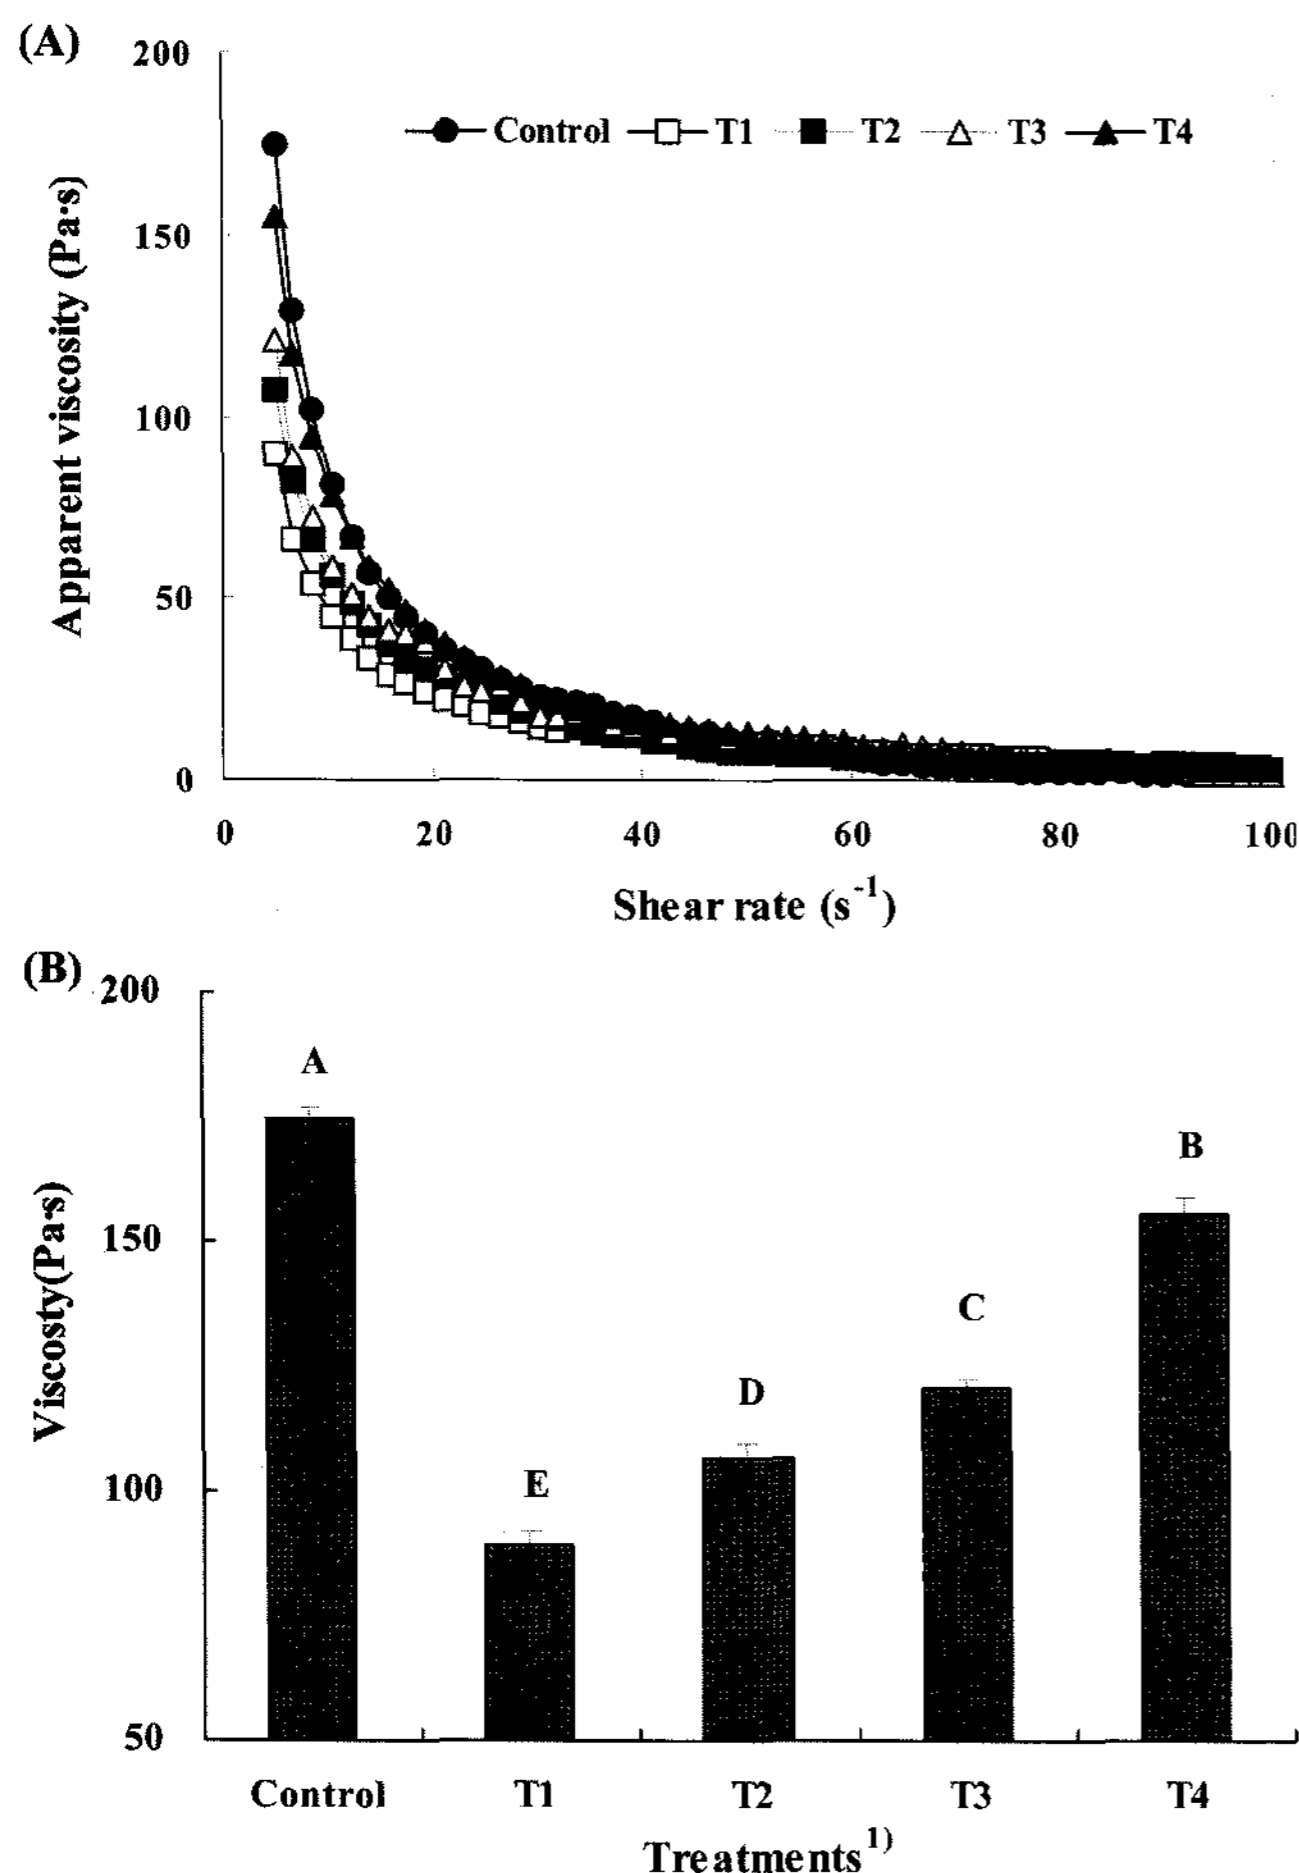 (A)
200
Control T1 T2 T3 T4
150
100
50
0
0 20 40 60 80 100
Apparent viscosity (Pa·s)
Shear rate (s⁻¹)
(B)
200
A
B
150
C
D
E
100
50
Viscosty(Pa·s)
Control T1 T2 T3 T4
Treatments¹⁾